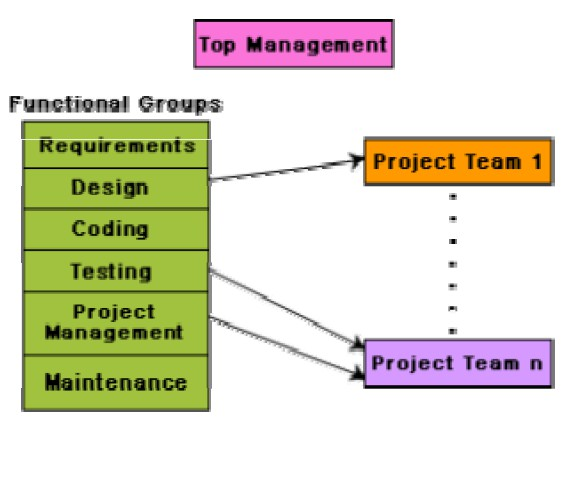 Top Management
Functional Groups
Requirements
Design
Coding
Testing
Project
Management
Maintenance
Project Team 1
Project Team n